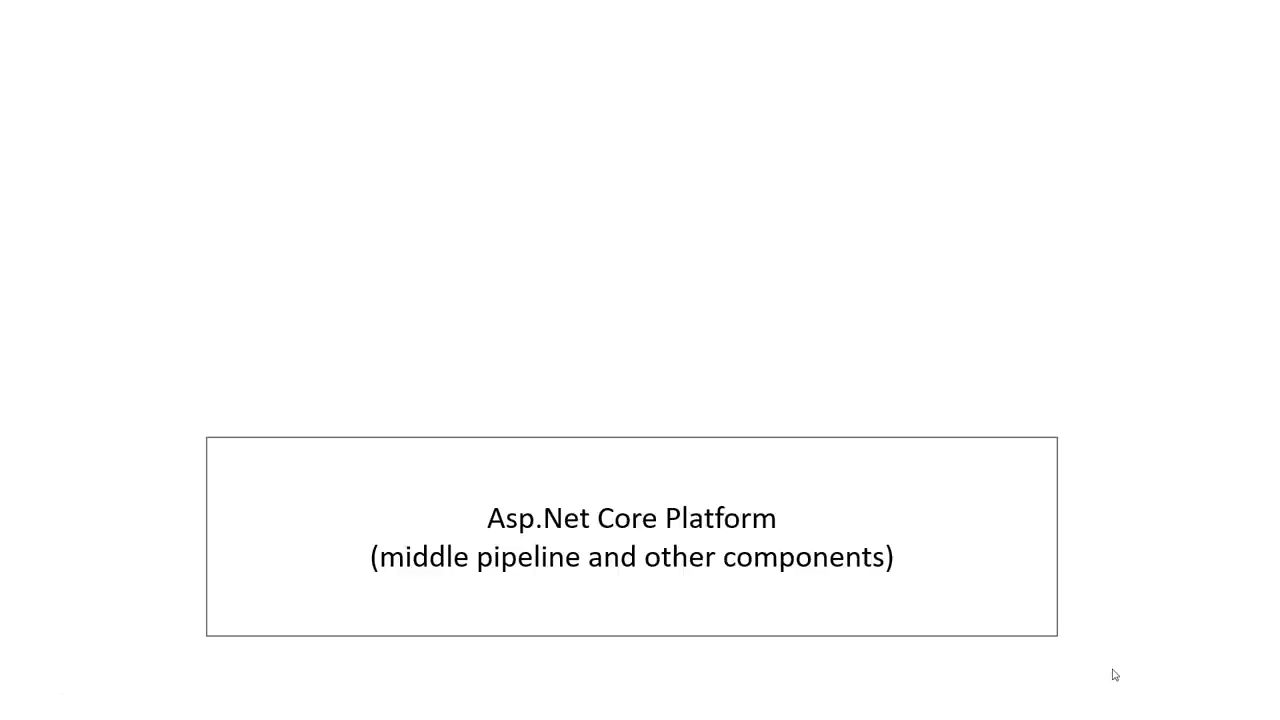 Asp.Net Core Platform
(middle pipeline and other components)